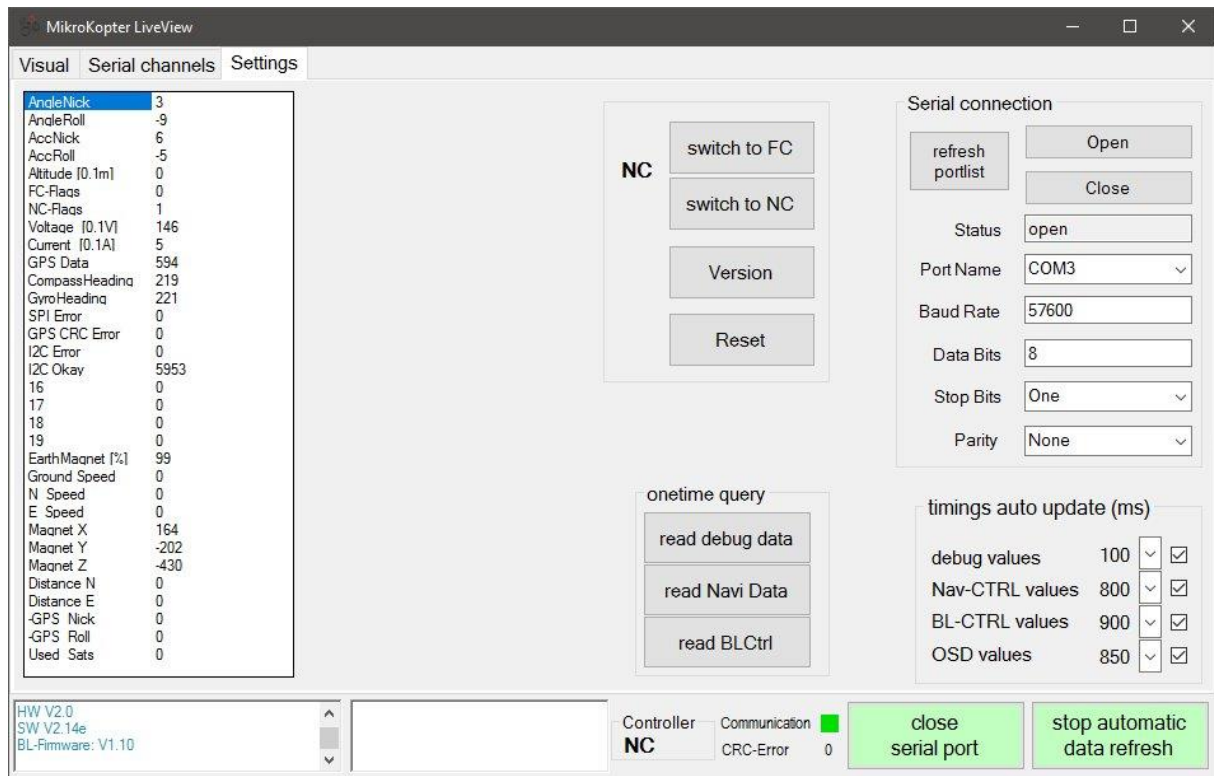 MikroKopter LiveView
Visual Serial channels Settings
AngleNick 3
AngleRoll -9
AccNick 6
AccRoll -5
Altitude [0.1m] 0
FC-Flags 0
NC-Flags 1
Voltage [0.1V] 146
Current [0.1A] 5
GPS Data 594
CompassHeading 219
GyroHeading 221
SPI Error 0
GPS CRC Error 0
I2C Error 0
I2C Okay 5953
16 0
17 0
18 0
19 0
EarthMagnet [%] 99
Ground Speed 0
N Speed 0
E Speed 0
Magnet X 164
Magnet Y -202
Magnet Z -430
Distance N 0
Distance E 0
-GPS Nick 0
-GPS Roll 0
Used Sats 0
NC
switch to FC
switch to NC
Version
Reset
onetime query
read debug data
read Navi Data
read BLCtrl
Serial connection
refresh
portlist
Open
Close
Status open
Port Name COM3
Baud Rate 57600
Data Bits 8
Stop Bits One
Parity None
timings auto update (ms)
debug values 100
Nav-CTRL values 800
BL-CTRL values 900
OSD values 850
HW V2.0
SW V2.14e
BL-Firmware: V1.10
Controller
NC
Communication
CRC-Error 0
close
serial port
stop automatic
data refresh